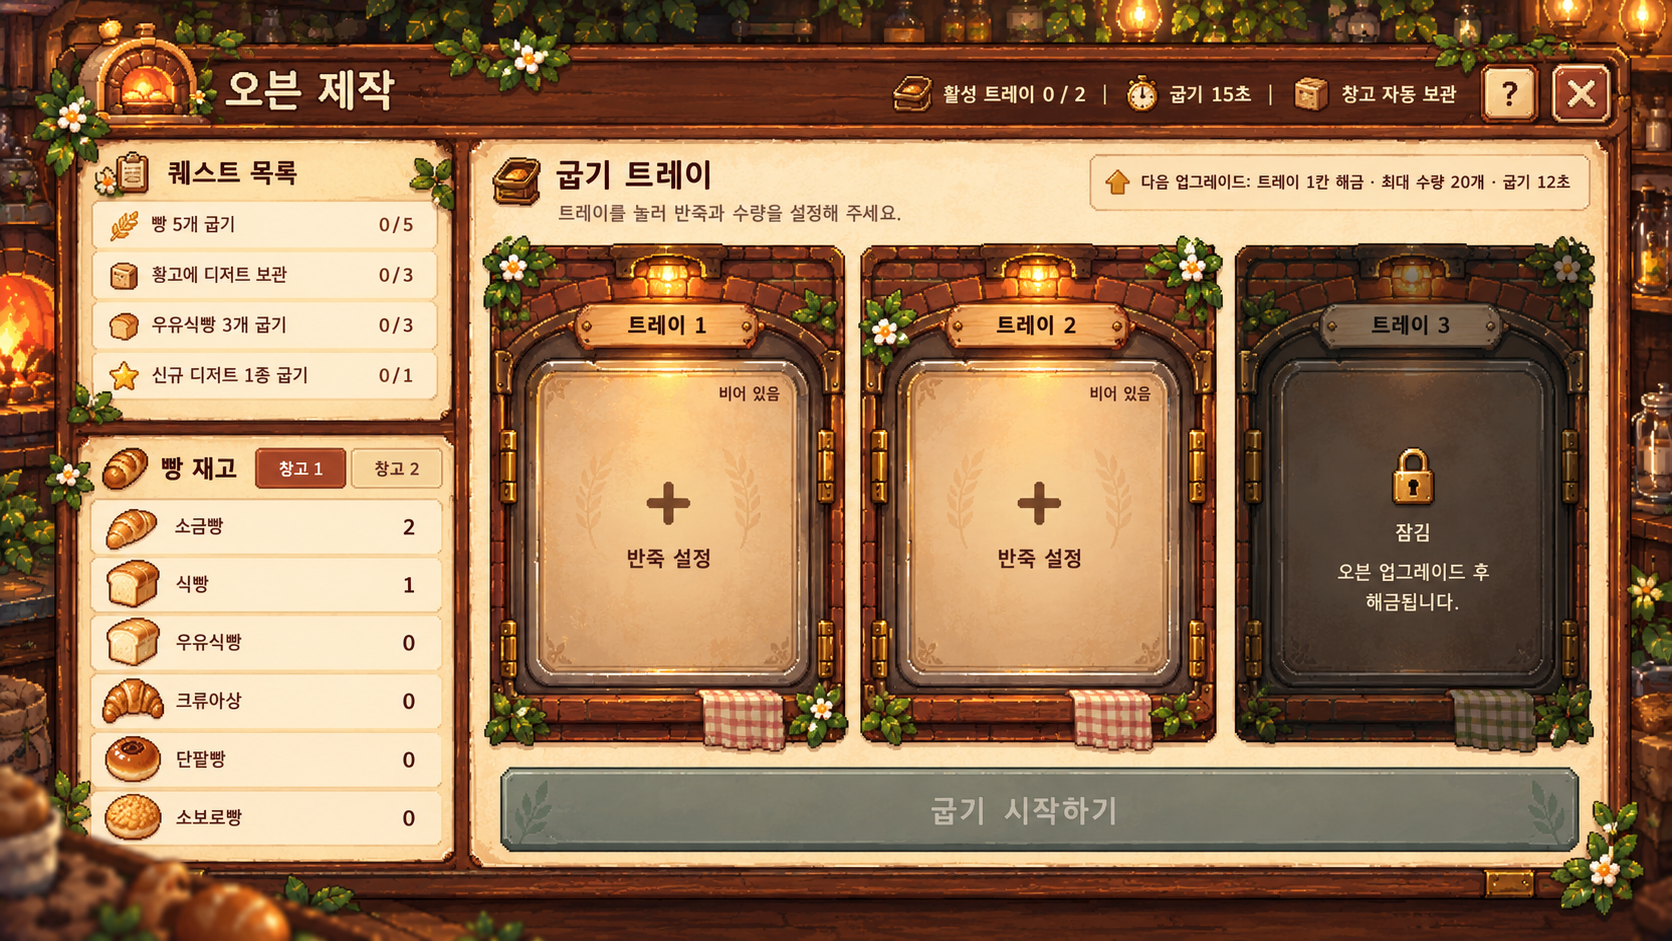 오븐 제작
활성 트레이 0 / 2 | 굽기 15초 | 창고 자동 보관
?
퀘스트 목록
빵 5개 굽기 0/5
황고에 디저트 보관 0/3
우유식빵 3개 굽기 0/3
신규 디저트 1종 굽기 0/1
빵 재고
창고 1
창고 2
소금빵 2
식빵 1
우유식빵 0
크류아상 0
단팥빵 0
소보로빵 0
굽기 트레이
트레이를 눌러 반죽과 수량을 설정해 주세요.
다음 업그레이드: 트레이 1칸 해금 · 최대 수량 20개 · 굽기 12초
트레이 1
비어 있음
반죽 설정
트레이 2
비어 있음
반죽 설정
트레이 3
잠김
오븐 업그레이드 후
해금됩니다.
굽기 시작하기